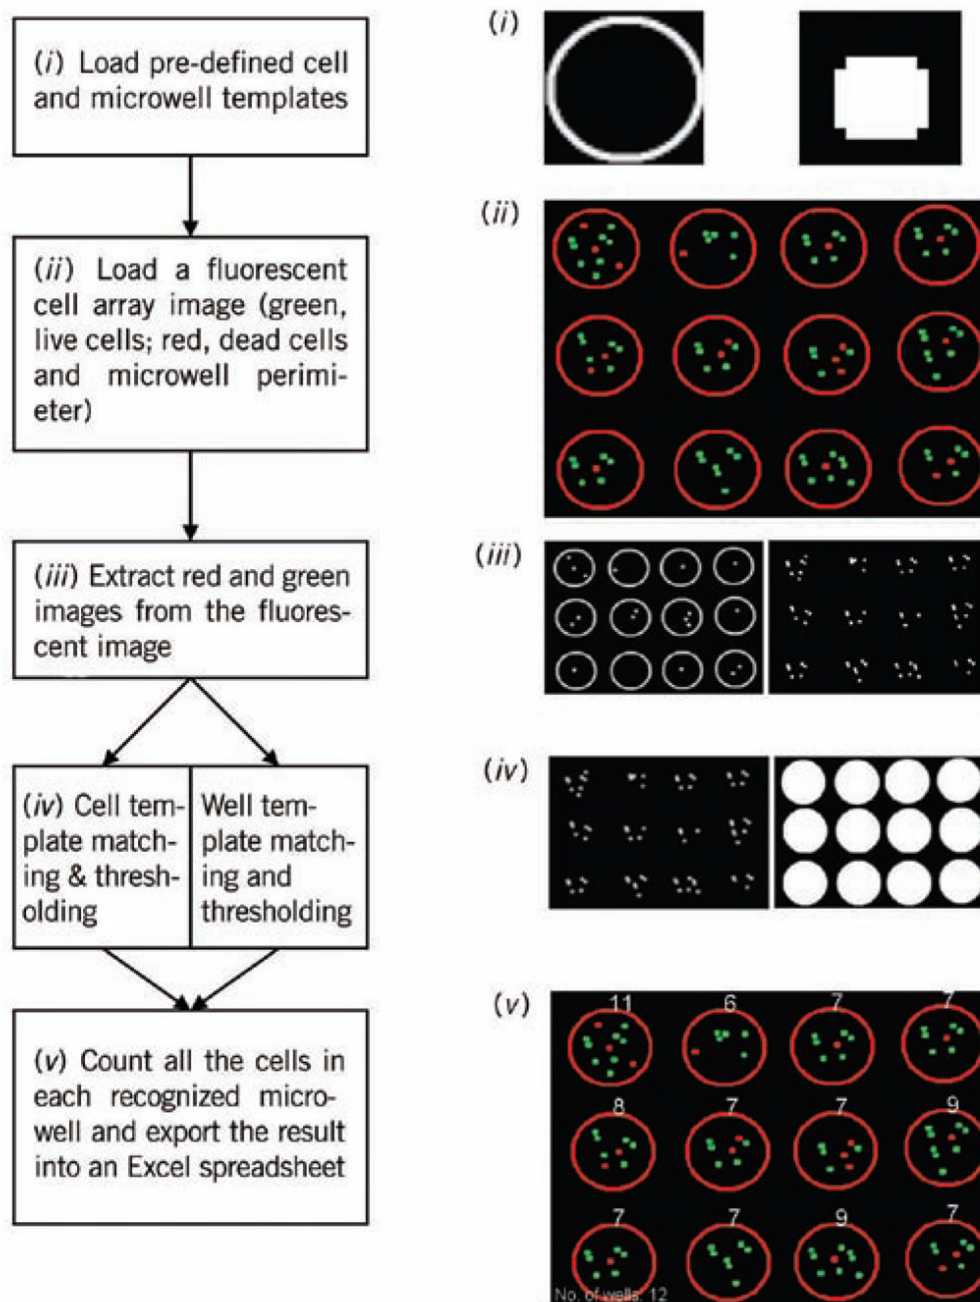 (i) Load pre-defined cell
and microwell templates
(ii) Load a fluorescent
cell array image (green,
live cells; red, dead cells
and microwell perimi-
eter)
(iii) Extract red and green
images from the fluores-
cent image
(iv) Cell tem-
plate match-
ing & thresh-
olding
Well tem-
plate match-
ing and
thresholding
(v) Count all the cells in
each recognized micro-
well and export the result
into an Excel spreadsheet
(i)
(ii)
(iii)
(iv)
(v)
11 6 7 7
8 7 7 9
7 7 9 7
No. of wells: 12